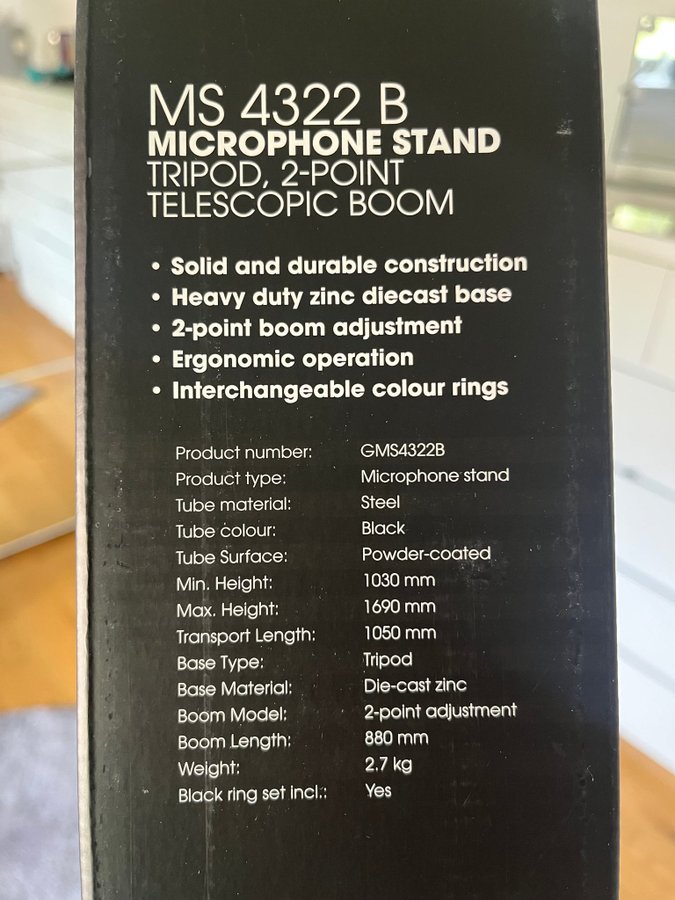 MS 4322 B
MICROPHONE STAND
TRIPOD, 2-POINT
TELESCOPIC BOOM
• Solid and durable construction
• Heavy duty zinc diecast base
• 2-point boom adjustment
• Ergonomic operation
• Interchangeable colour rings
Product number: GMS4322B
Product type: Microphone stand
Tube material: Steel
Tube colour: Black
Tube Surface: Powder-coated
Min. Height: 1030 mm
Max. Height: 1690 mm
Transport Length: 1050 mm
Base Type: Tripod
Base Material: Die-cast zinc
Boom Model: 2-point adjustment
Boom Length: 880 mm
Weight: 2.7 kg
Black ring set incl.: Yes